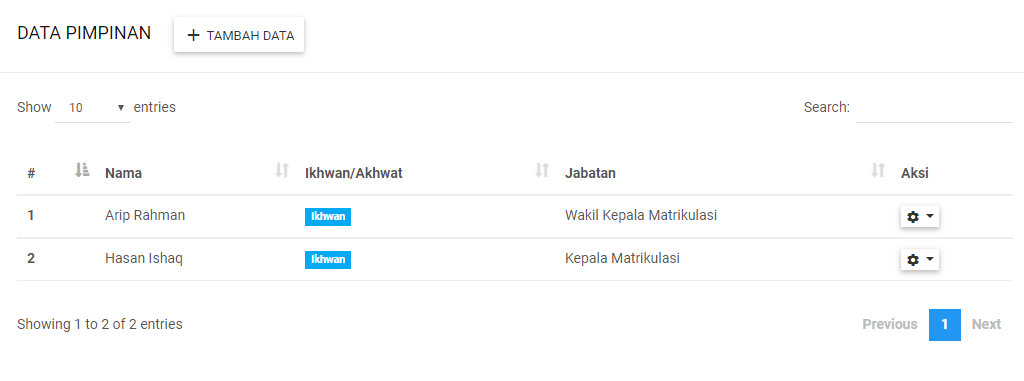 DATA PIMPINAN + TAMBAH DATA
Show 10 entries Search:
# Nama Ikhwan/Akhwat Jabatan Aksi
1 Arip Rahman Ikhwan Wakil Kepala Matrikulasi
2 Hasan Ishaq Ikhwan Kepala Matrikulasi
Showing 1 to 2 of 2 entries Previous 1 Next